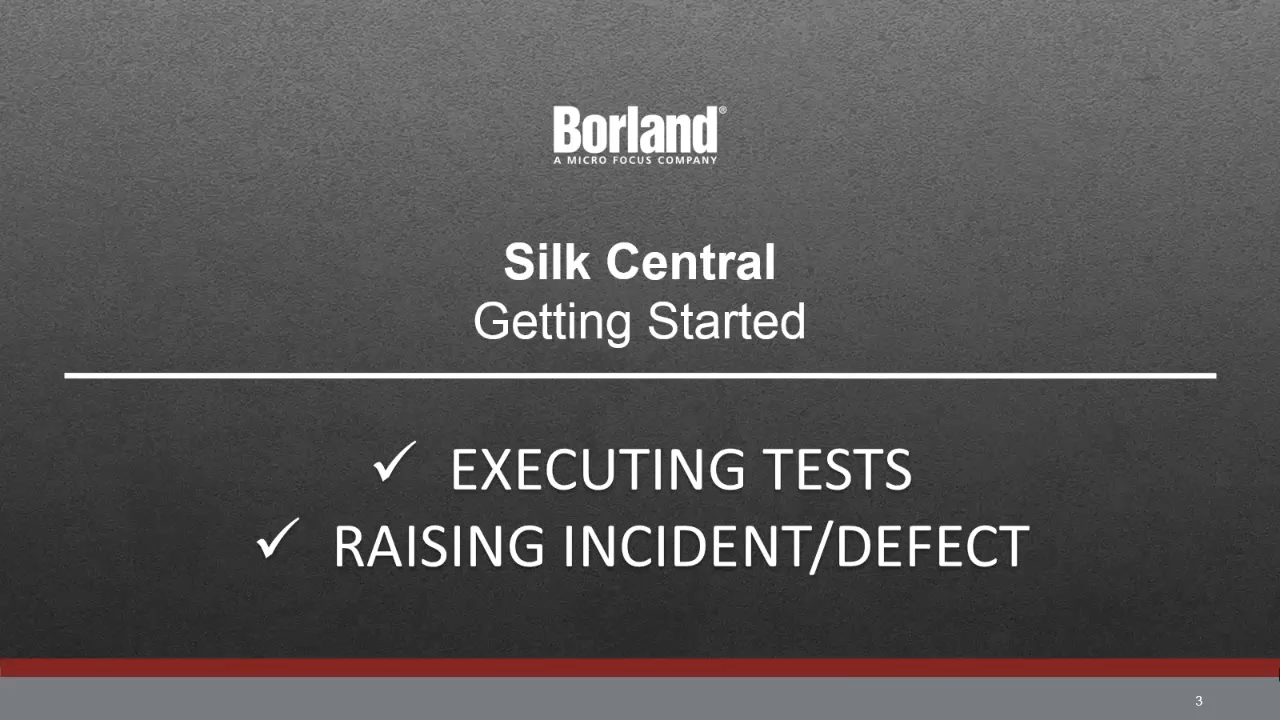 Borland®
A MICRO FOCUS COMPANY
Silk Central
Getting Started
✓ EXECUTING TESTS
✓ RAISING INCIDENT/DEFECT
3